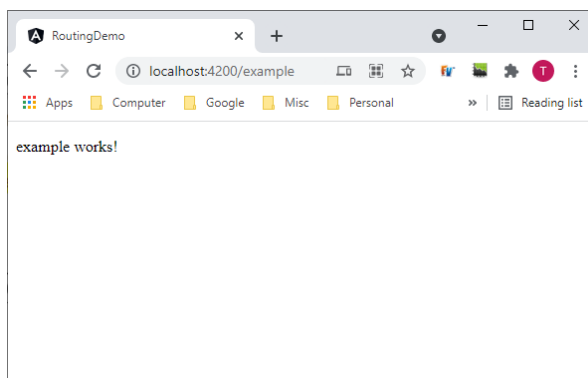 RoutingDemo
localhost:4200/example
Apps Computer Google Misc Personal » Reading list
T
example works!